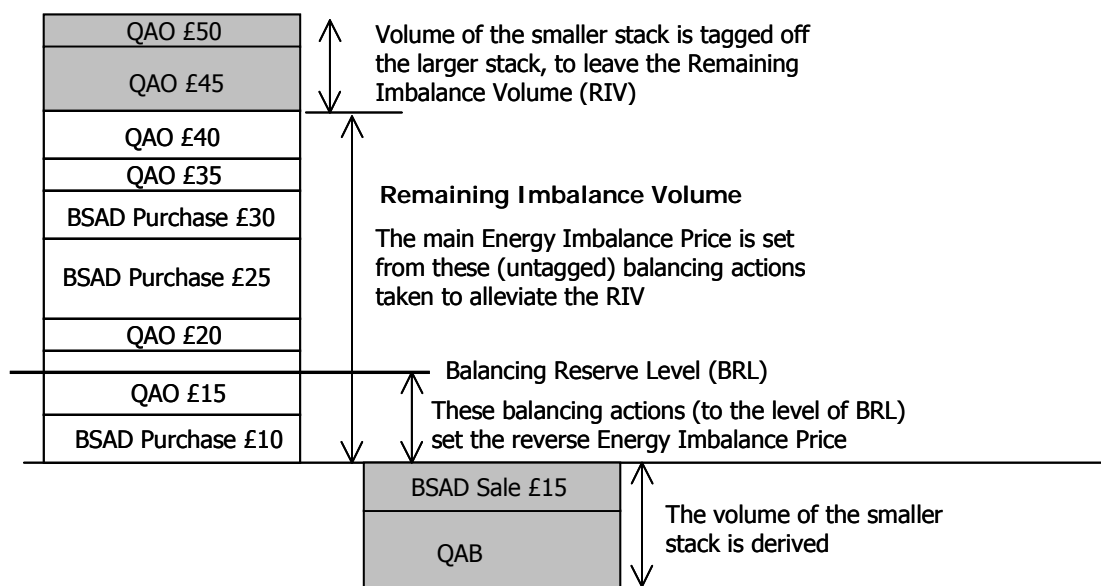 QAO £50
QAO £45
Volume of the smaller stack is tagged off
the larger stack, to leave the Remaining
Imbalance Volume (RIV)
QAO £40
QAO £35
BSAD Purchase £30
BSAD Purchase £25
QAO £20
Remaining Imbalance Volume
The main Energy Imbalance Price is set
from these (untagged) balancing actions
taken to alleviate the RIV
Balancing Reserve Level (BRL)
QAO £15
BSAD Purchase £10
These balancing actions (to the level of BRL)
set the reverse Energy Imbalance Price
BSAD Sale £15
QAB
The volume of the smaller
stack is derived